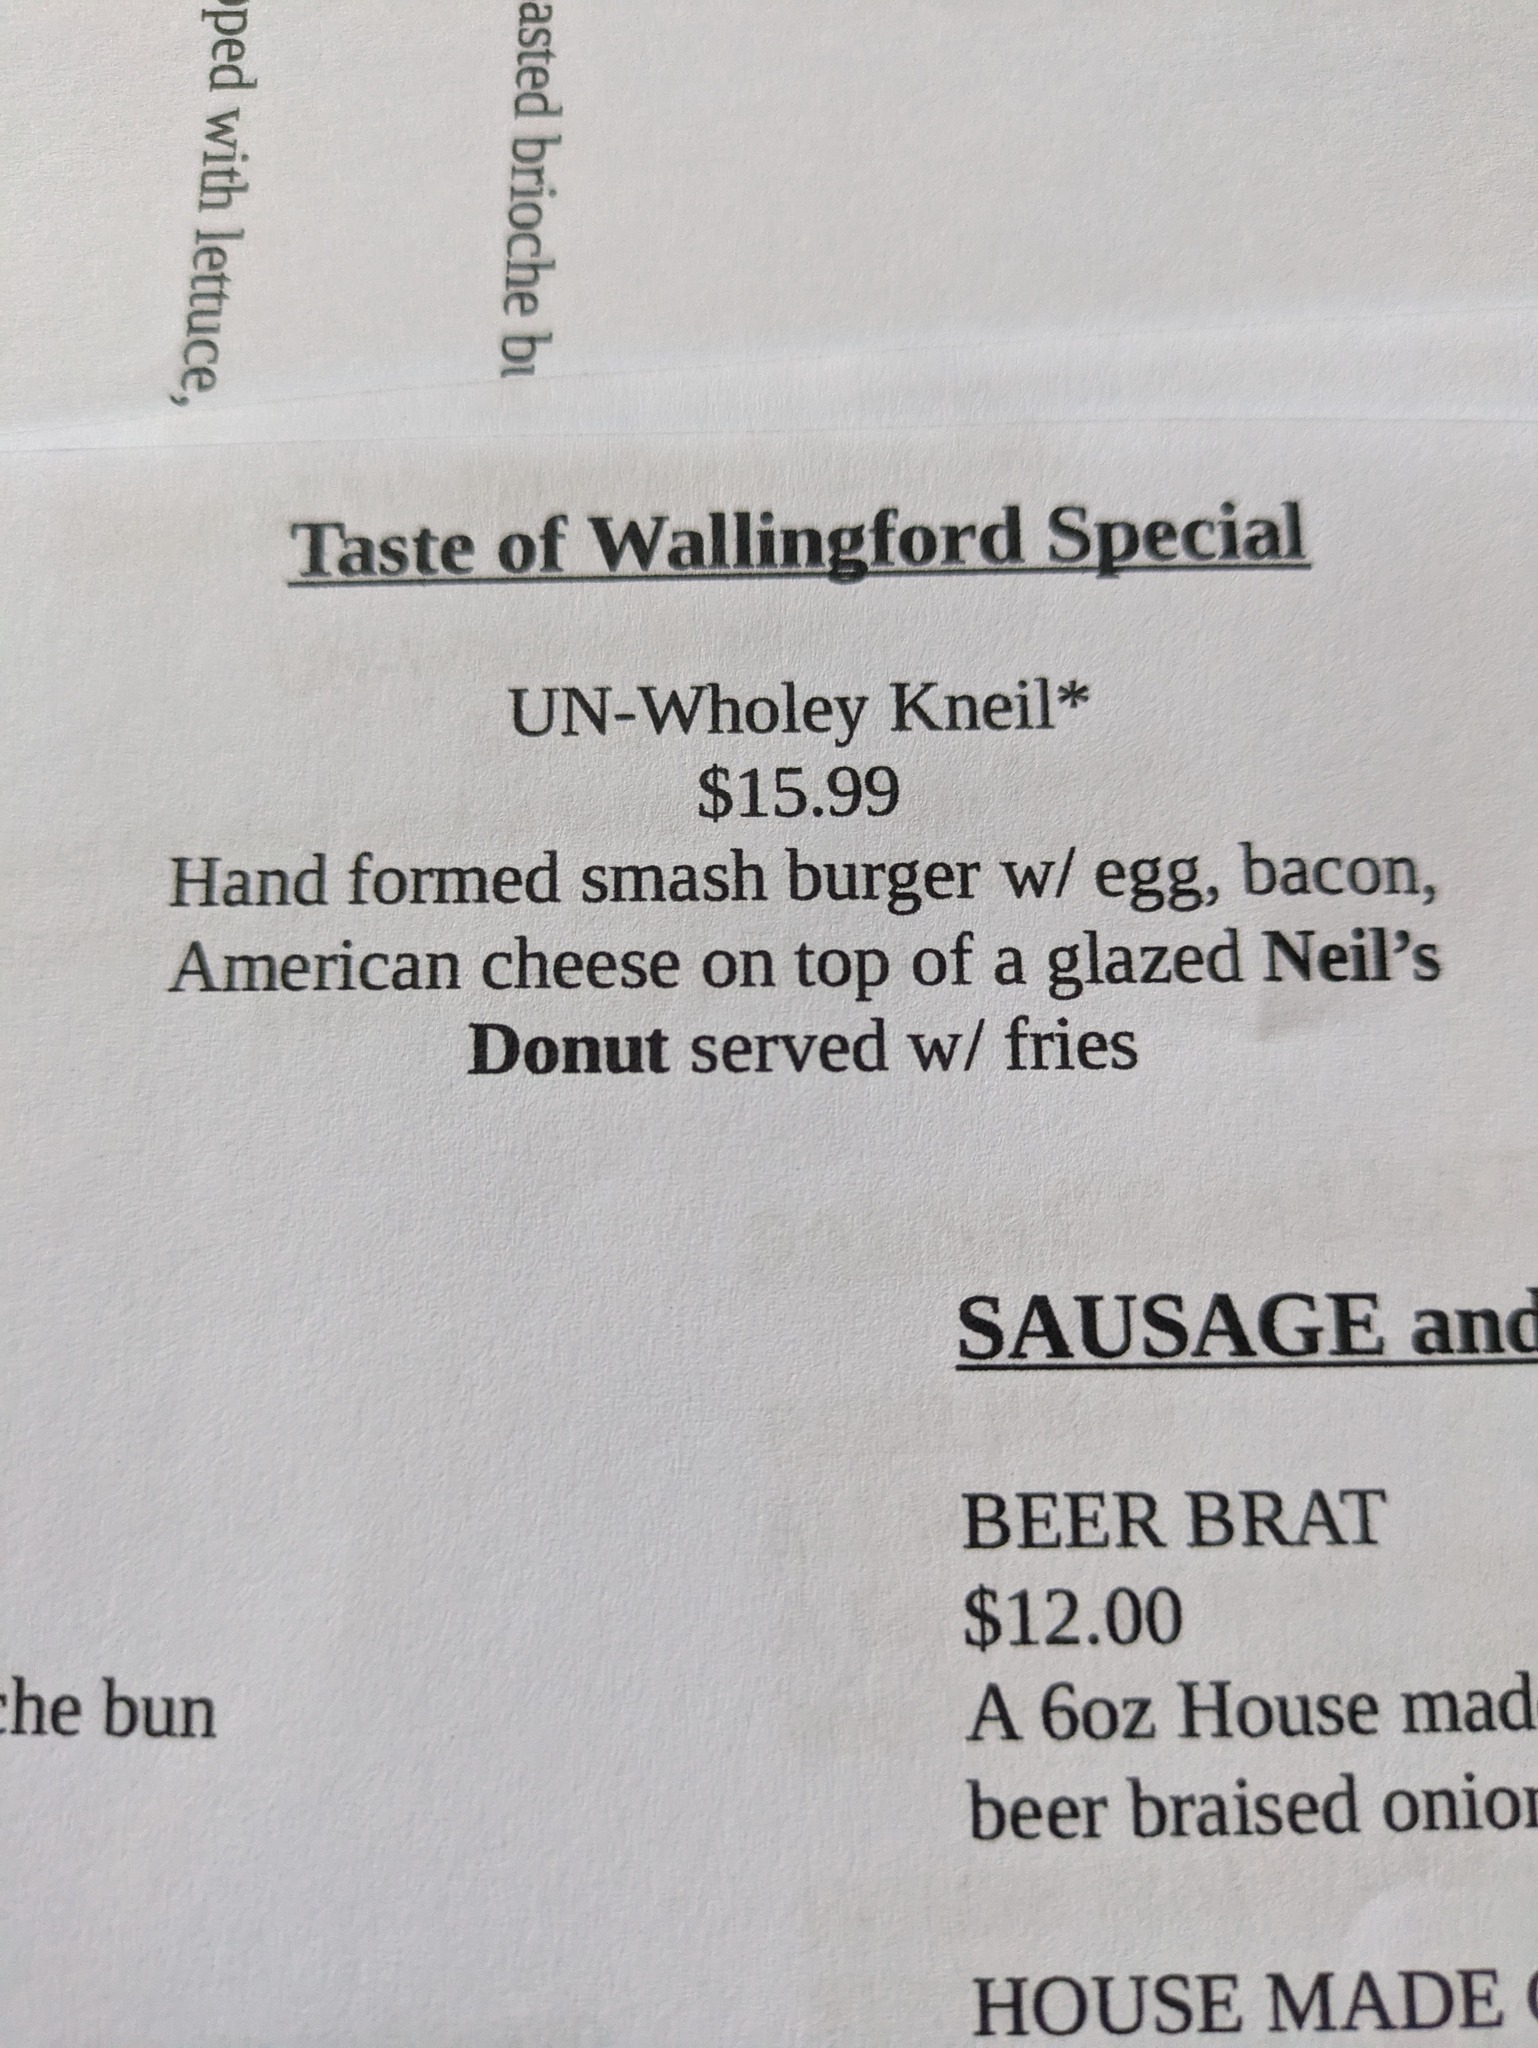 pped with lettuce,
asted brioche bu
Taste of Wallingford Special
UN-Wholey Kneil*
$15.99
Hand formed smash burger w/ egg, bacon,
American cheese on top of a glazed Neil's
Donut served w/ fries
SAUSAGE and
BEER BRAT
$12.00
A 6oz House made
beer braised onion
che bun
HOUSE MADE